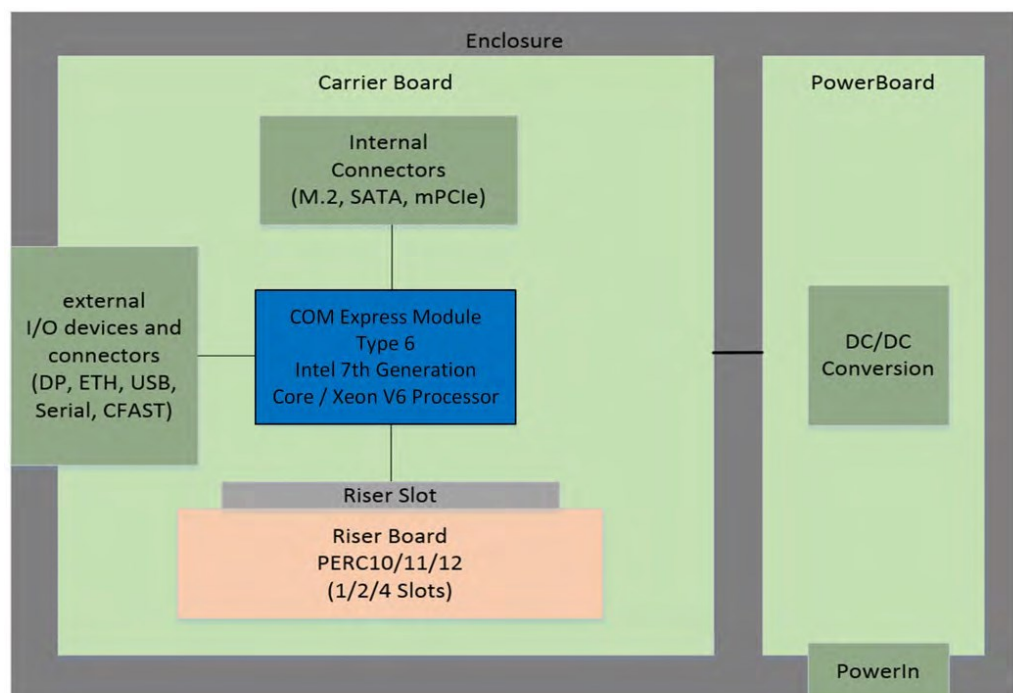 Enclosure
Carrier Board
Internal
Connectors
(M.2, SATA, mPCIe)
external
I/O devices and
connectors
(DP, ETH, USB,
Serial, CFAST)
COM Express Module
Type 6
Intel 7th Generation
Core / Xeon V6 Processor
Riser Slot
Riser Board
PERC10/11/12
(1/2/4 Slots)
PowerBoard
DC/DC
Conversion
PowerIn